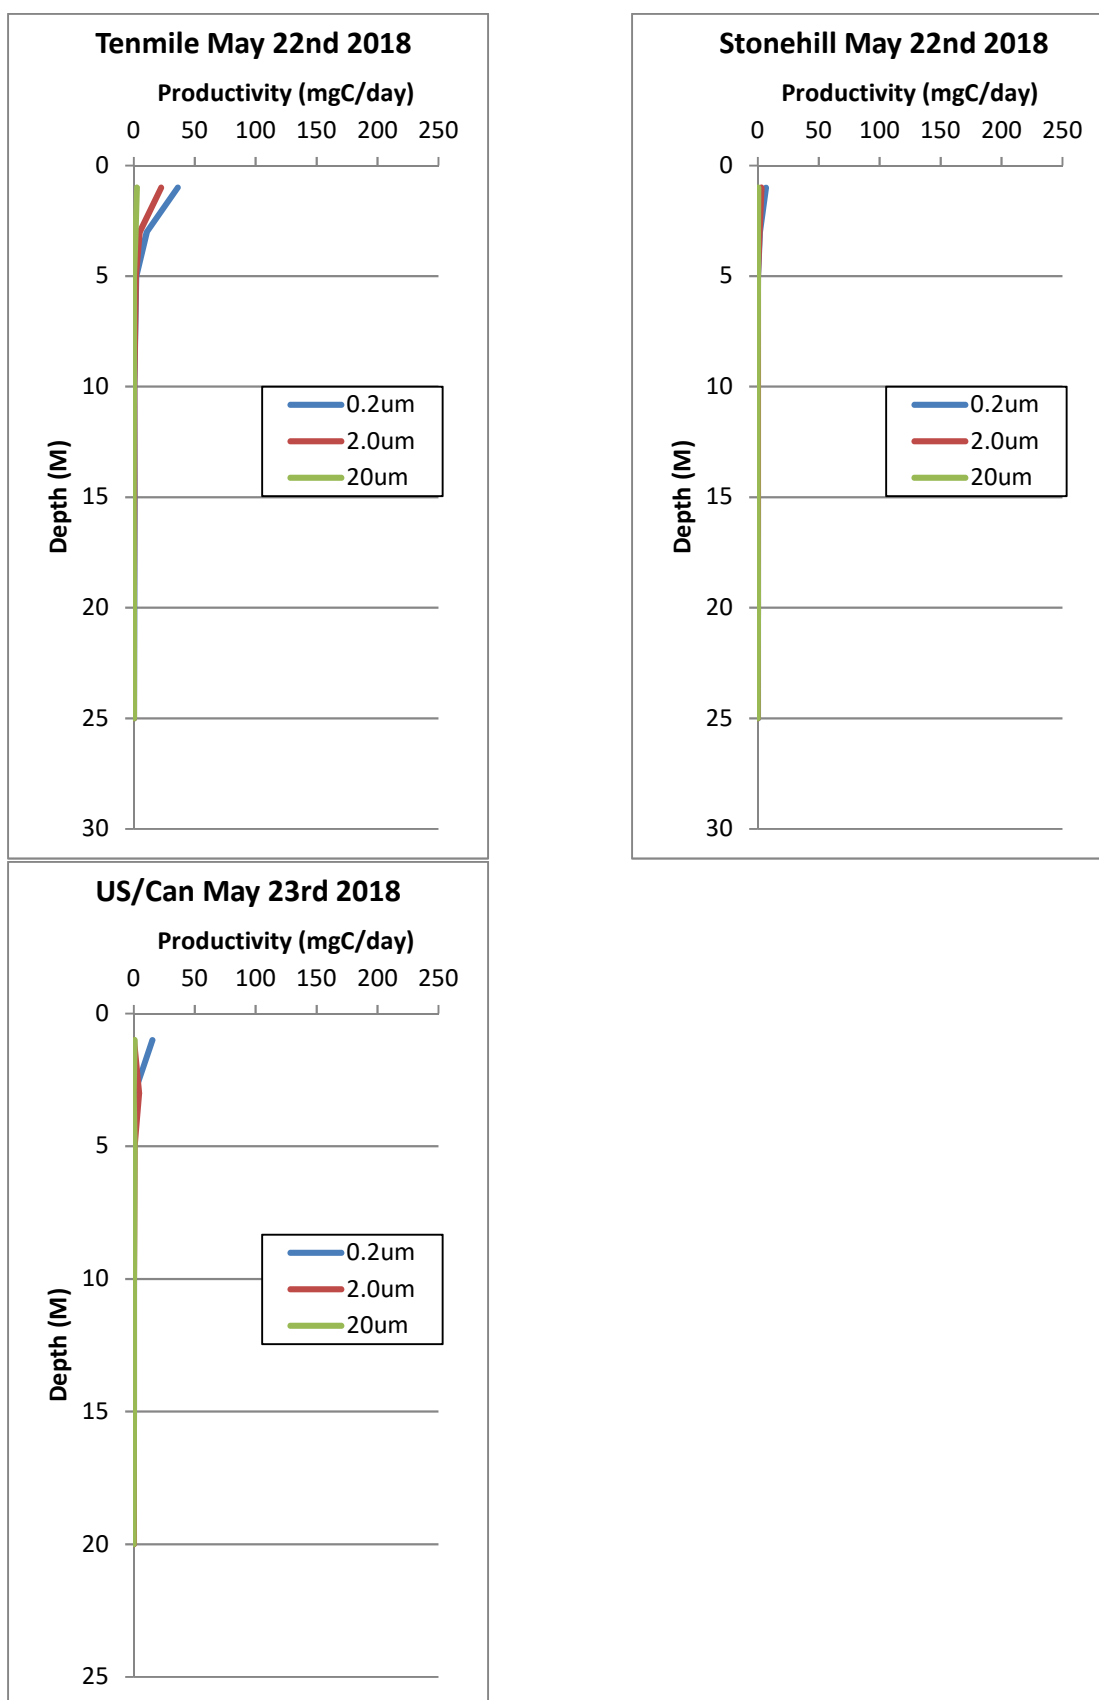 Tenmile May 22nd 2018
Productivity (mgC/day)
0 50 100 150 200 250
0
5
10
15
20
25
30
Depth (M)
0.2um
2.0um
20um
Stonehill May 22nd 2018
Productivity (mgC/day)
0 50 100 150 200 250
0
5
10
15
20
25
30
Depth (M)
0.2um
2.0um
20um
US/Can May 23rd 2018
Productivity (mgC/day)
0 50 100 150 200 250
0
5
10
15
20
25
Depth (M)
0.2um
2.0um
20um